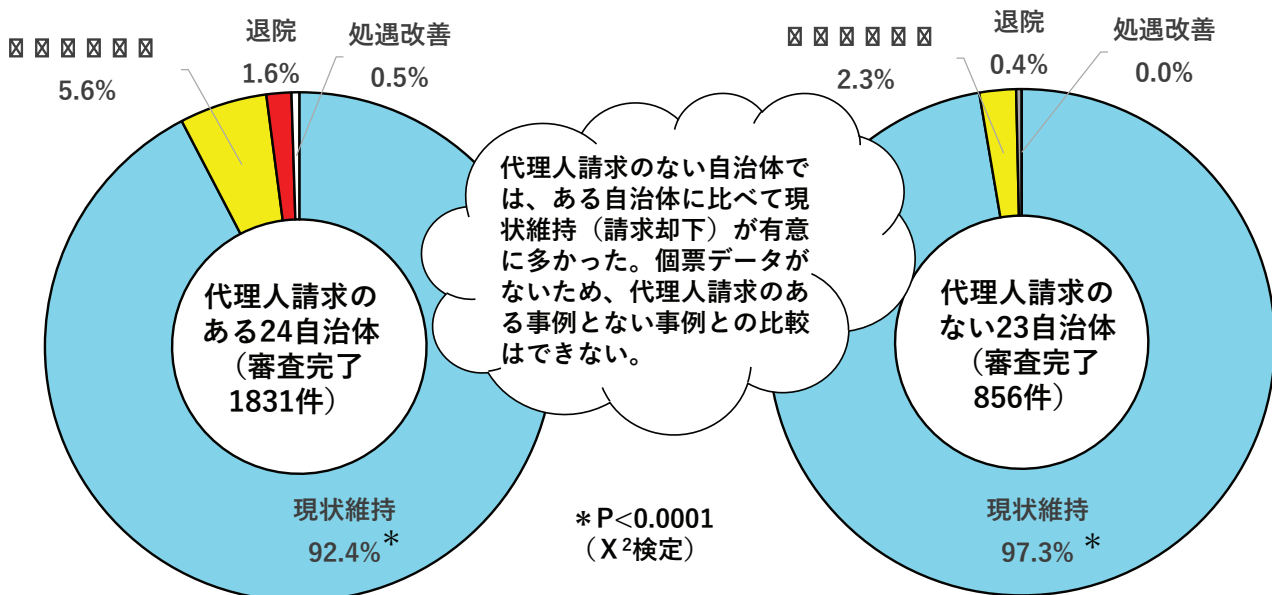 退院
処遇改善
5.6%
1.6%
0.5%
代理人請求の
ある24自治体
（審査完了
1831件）
現状維持
92.4%*
代理人請求のない自治体で
は、ある自治体に比べて現
状維持（請求却下）が有意
に多かった。個票データが
ないため、代理人請求のあ
る事例とない事例との比較
はできない。
*P<0.0001
（X²検定）
退院
処遇改善
2.3%
0.4%
0.0%
代理人請求の
ない23自治体
（審査完了
856件）
現状維持
97.3% *